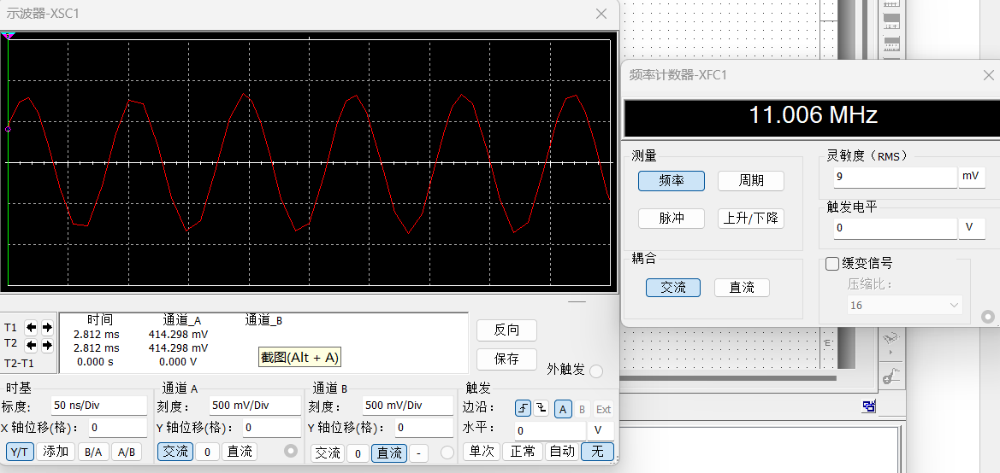 示波器-XSC1
频率计数器-XFC1
11.006 MHz
测量
频率
周期
脉冲
上升/下降
耦合
交流
直流
灵敏度（RMS）
9
mV
触发电平
0
V
缓变信号
压缩比：
16
E
时间
通道_A
通道_B
T1
2.812 ms
414.298 mV
T2
2.812 ms
414.298 mV
T2-T1
0.000 s
0.000 V
截图(Alt + A)
反向
保存
外触发
时基
标度：
50 ns/Div
X 轴位移(格)：
0
Y/T
添加
B/A
A/B
通道 A
刻度：
500 mV/Div
Y 轴位移(格)：
0
交流
0
直流
通道 B
刻度：
500 mV/Div
Y 轴位移(格)：
0
交流
0
直流
-
触发
边沿：
A
B
Ext
水平：
0
V
单次
正常
自动
无